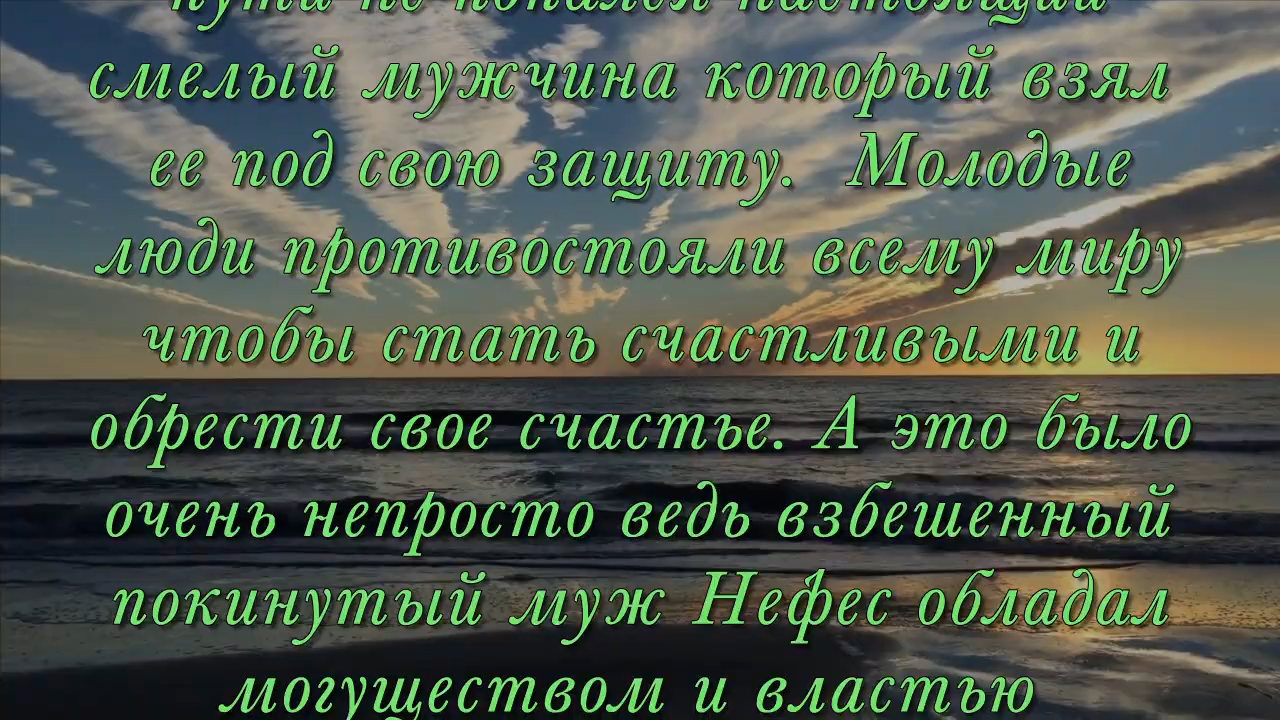 смелый мужчина который взял
ее под свою защиту. Молодые
люди противостояли всему миру
чтобы стать счастливыми и
обрести свое счастье. А это было
очень непросто ведь взбешенный
покинутый муж Нефес обладал
могуществом и властью